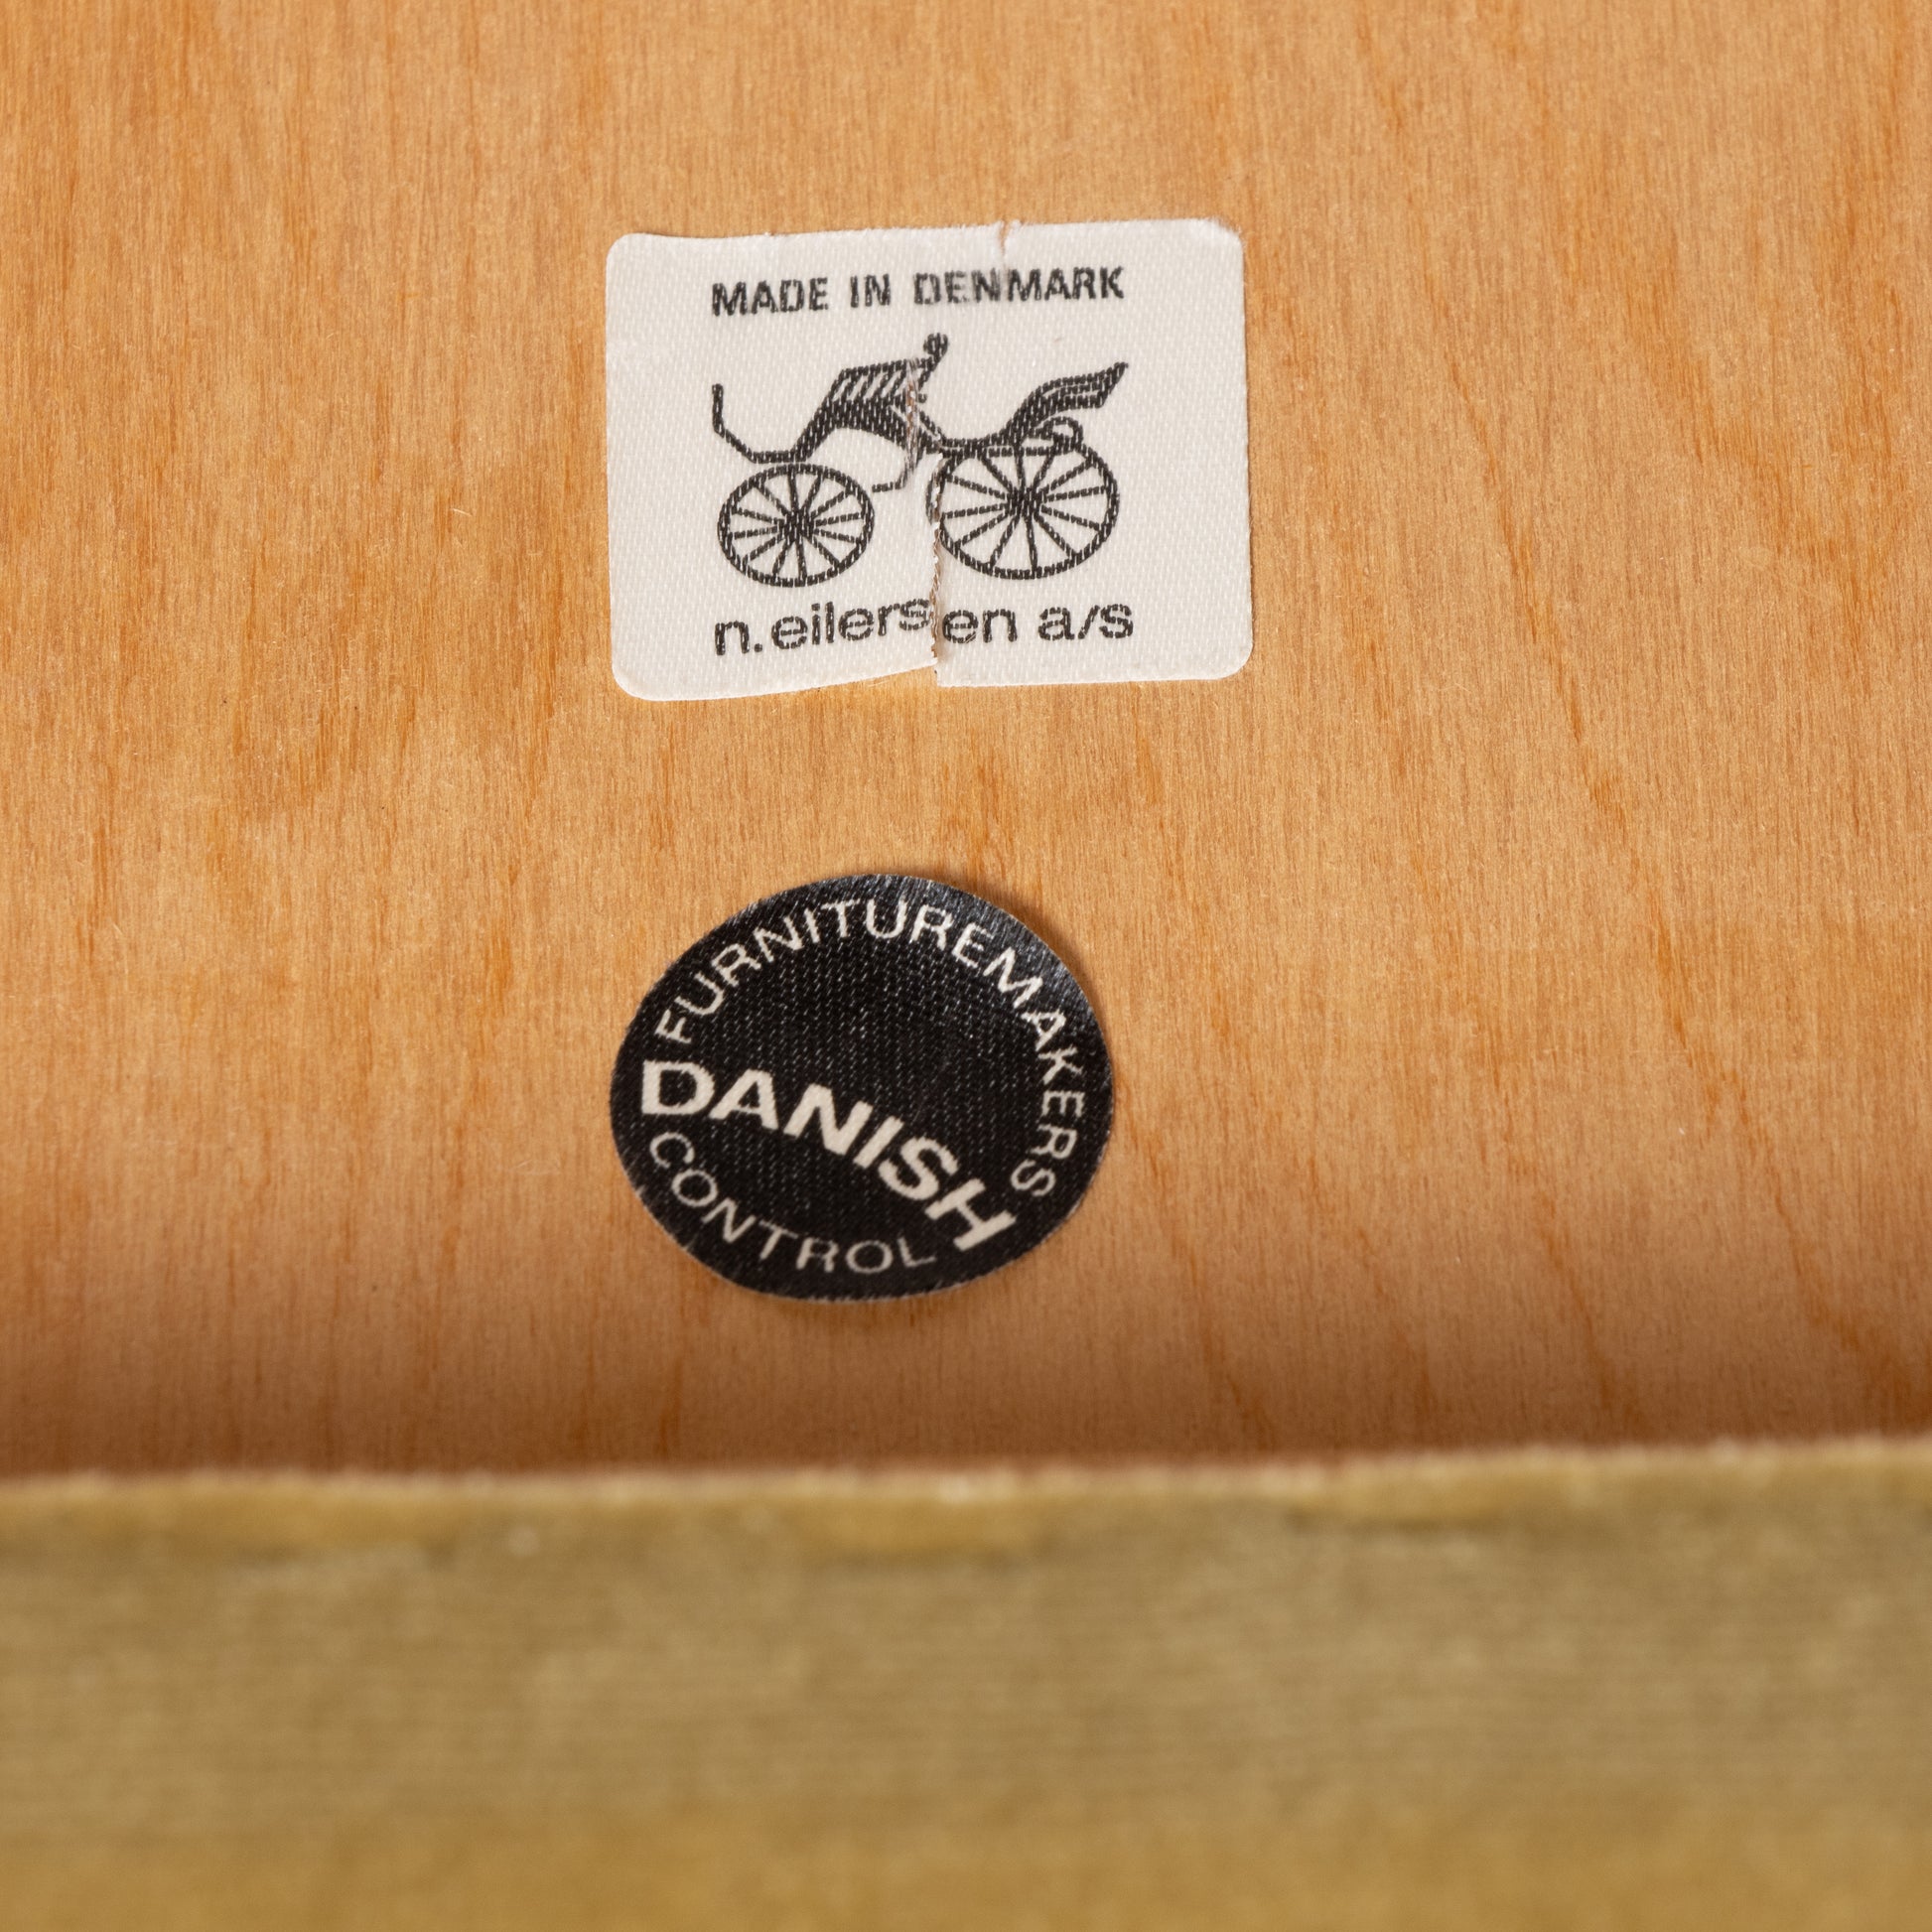 MADE IN DENMARK
n.eilersen a/s
FURNITUREMAKERS
DANISH
CONTROL